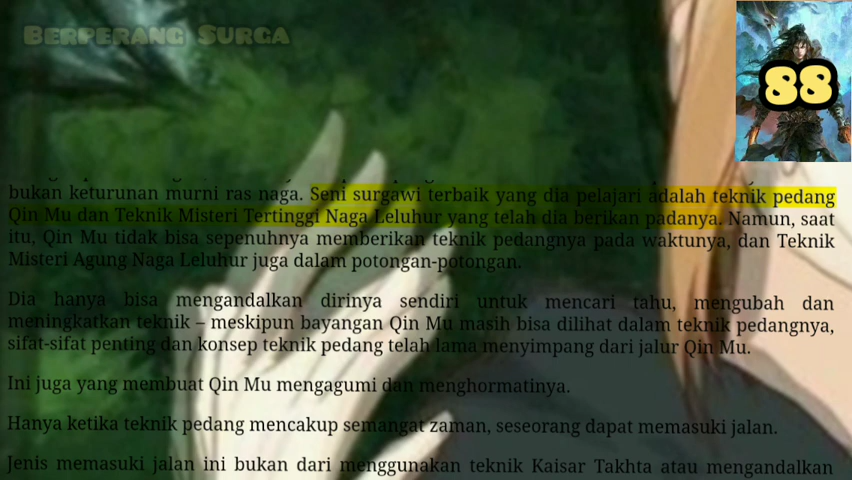 Berperang Surga
88
bukan keturunan murni ras naga. Seni surgawi terbaik yang dia pelajari adalah teknik pedang
Qin Mu dan Teknik Misteri Tertinggi Naga Leluhur yang telah dia berikan padanya. Namun, saat
itu, Qin Mu tidak bisa sepenuhnya memberikan teknik pedangnya pada waktunya, dan Teknik
Misteri Agung Naga Leluhur juga dalam potongan-potongan.
Dia hanya bisa mengandalkan dirinya sendiri untuk mencari tahu, mengubah dan
meningkatkan teknik – meskipun bayangan Qin Mu masih bisa dilihat dalam teknik pedangnya,
sifat-sifat penting dan konsep teknik pedang telah lama menyimpang dari jalur Qin Mu.
Ini juga yang membuat Qin Mu mengagumi dan menghormatinya.
Hanya ketika teknik pedang mencakup semangat zaman, seseorang dapat memasuki jalan.
Jenis memasuki jalan ini bukan dari menggunakan teknik Kaisar Takhta atau mengandalkan